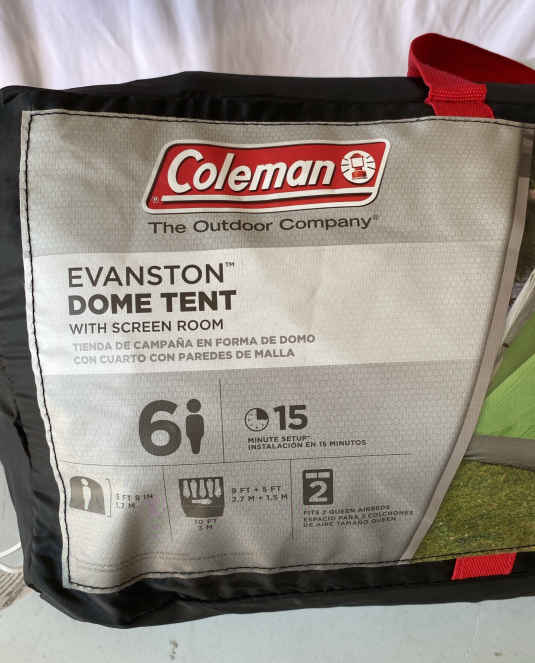 Coleman
The Outdoor Company®
EVANSTON™
DOME TENT
WITH SCREEN ROOM
TIENDA DE CAMPAÑA EN FORMA DE DOMO
CON CUARTO CON PAREDES DE MALLA
6
15
MINUTE SETUP*
INSTALACIÓN EN 15 MINUTOS
5 FT 8 IN
1.7 M
9 FT + 5 FT
2.7 M + 1.5 M
10 FT
3 M
2
FITS 2 QUEEN AIRBEDS
ESPACIO PARA 2 COLCHONES
DE AIRE TAMAÑO QUEEN